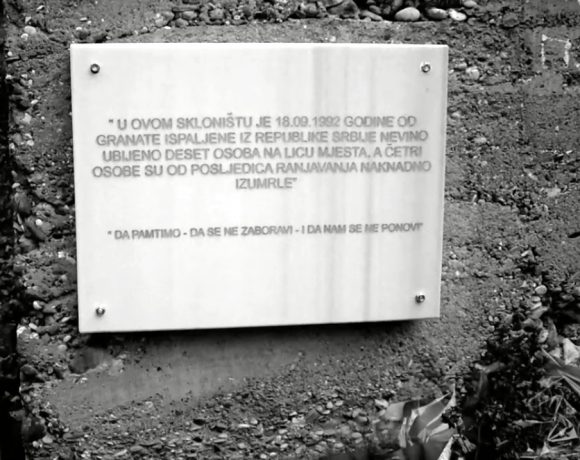 " U OVOM SKLONIŠTU JE 18.09.1992 GODINE OD
GRANATE ISPALJENE IZ REPUBLIKE SRBIJE NEVINO
UBIJENO DESET OSOBA NA LICU MJESTA, A ČETRI
OSOBE SU OD POSLJEDICA RANJAVANJA NAKNADNO
IZUMRLE"
" DA PAMTIMO - DA SE NE ZABORAVI - I DA NAM SE NE PONOVI"